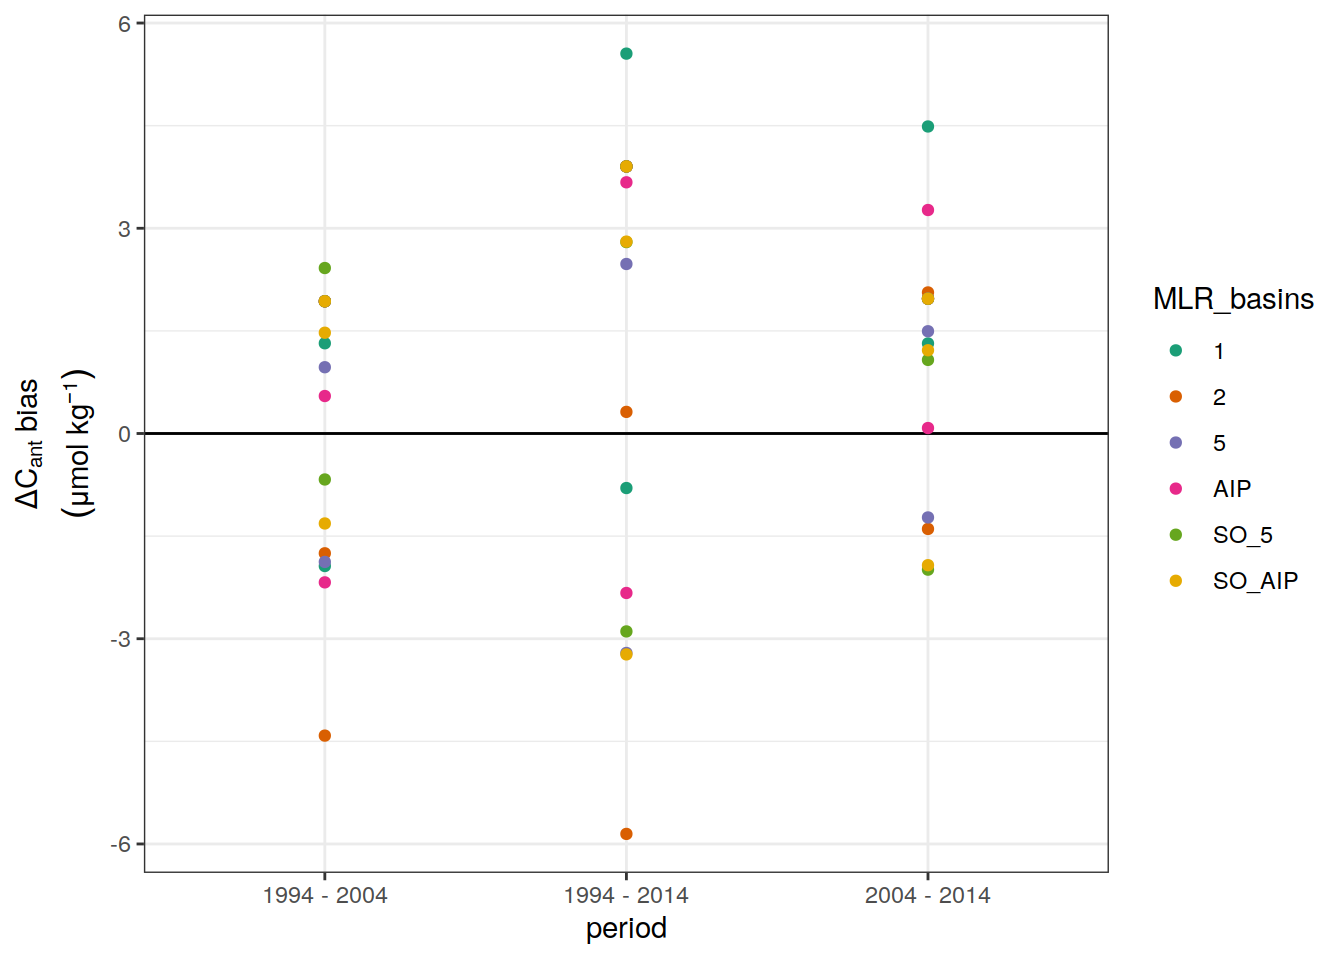 6
3
0
-3
-6
ΔCant bias
(μmol kg⁻¹)
1994 - 2004
1994 - 2014
2004 - 2014
period
MLR_basins
1
2
5
AIP
SO_5
SO_AIP